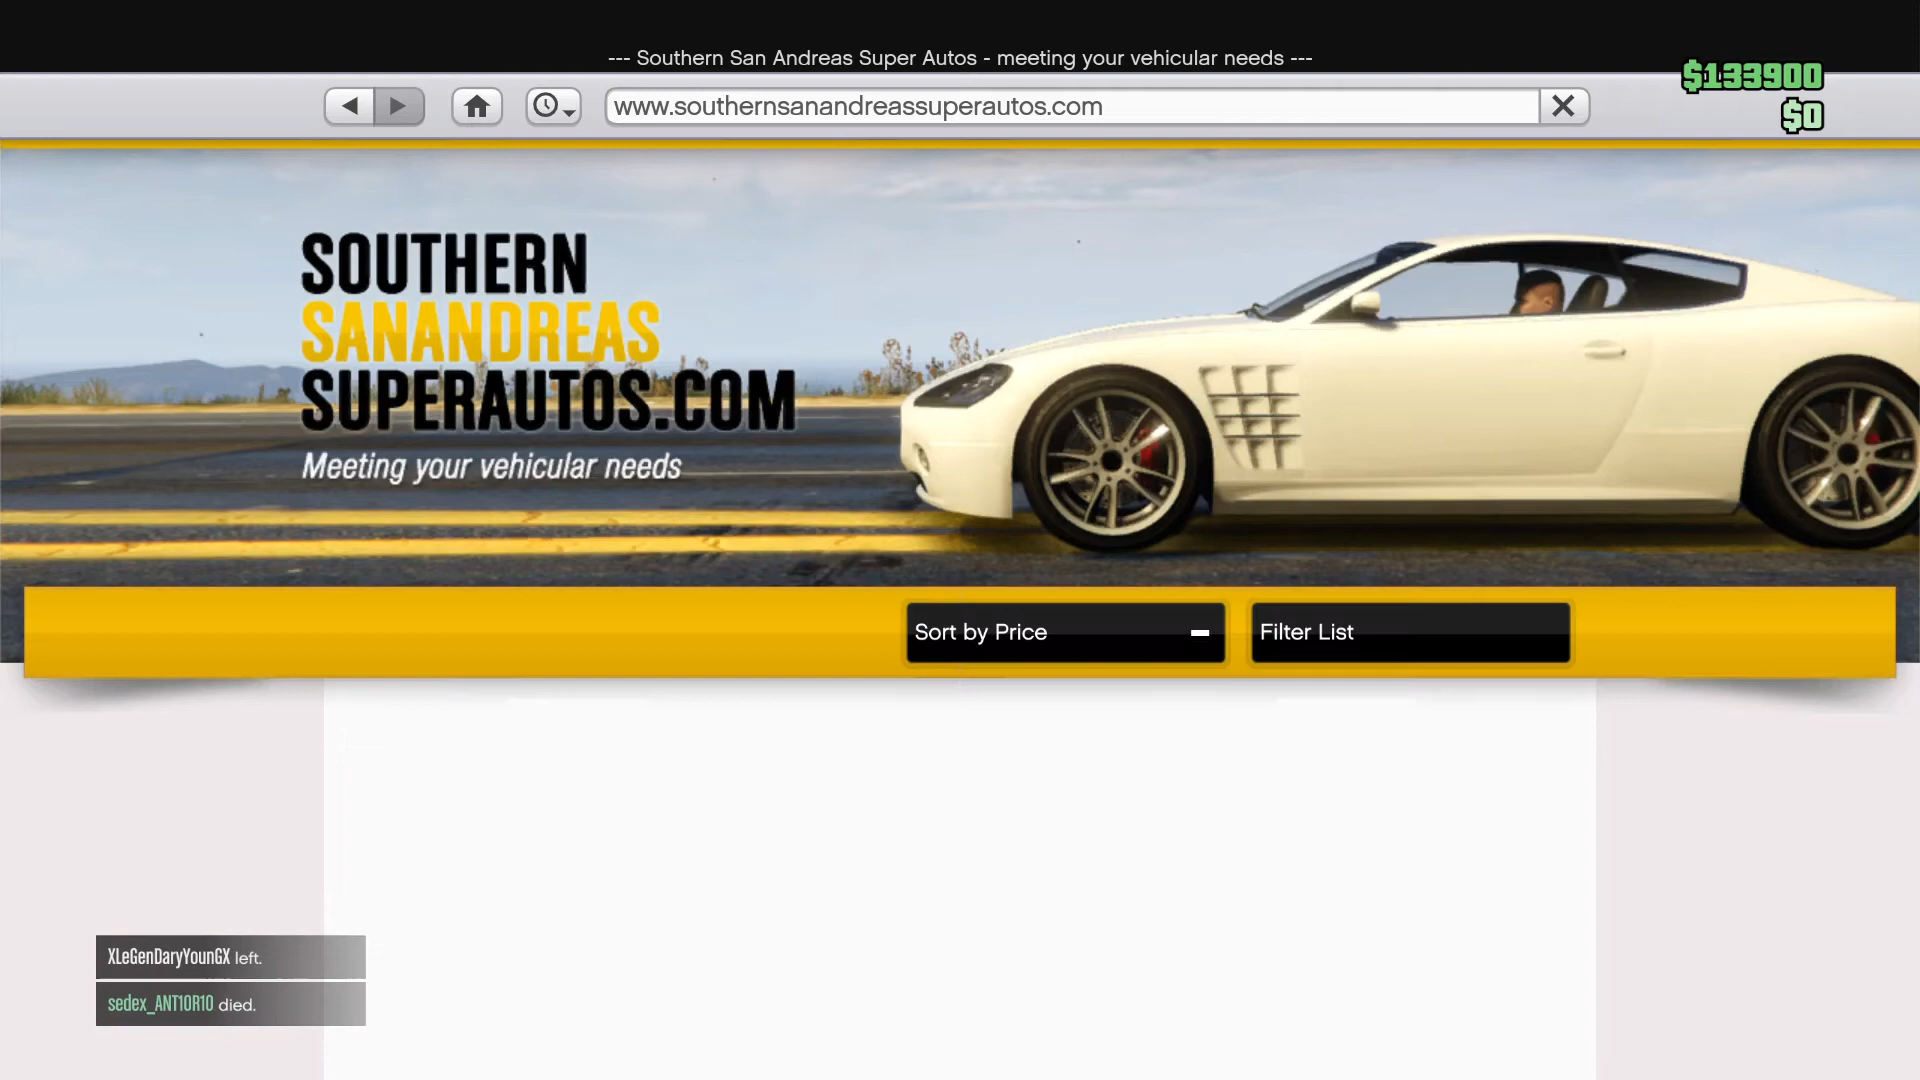 --- Southern San Andreas Super Autos - meeting your vehicular needs ---
www.southernsanandreassuperautos.com
$133900
$0
SOUTHERN
SANANDREAS
SUPERAUTOS.COM
Meeting your vehicular needs
Sort by Price
Filter List
XLeGenDaryYounGX left.
sedex_ANT10R10 died.